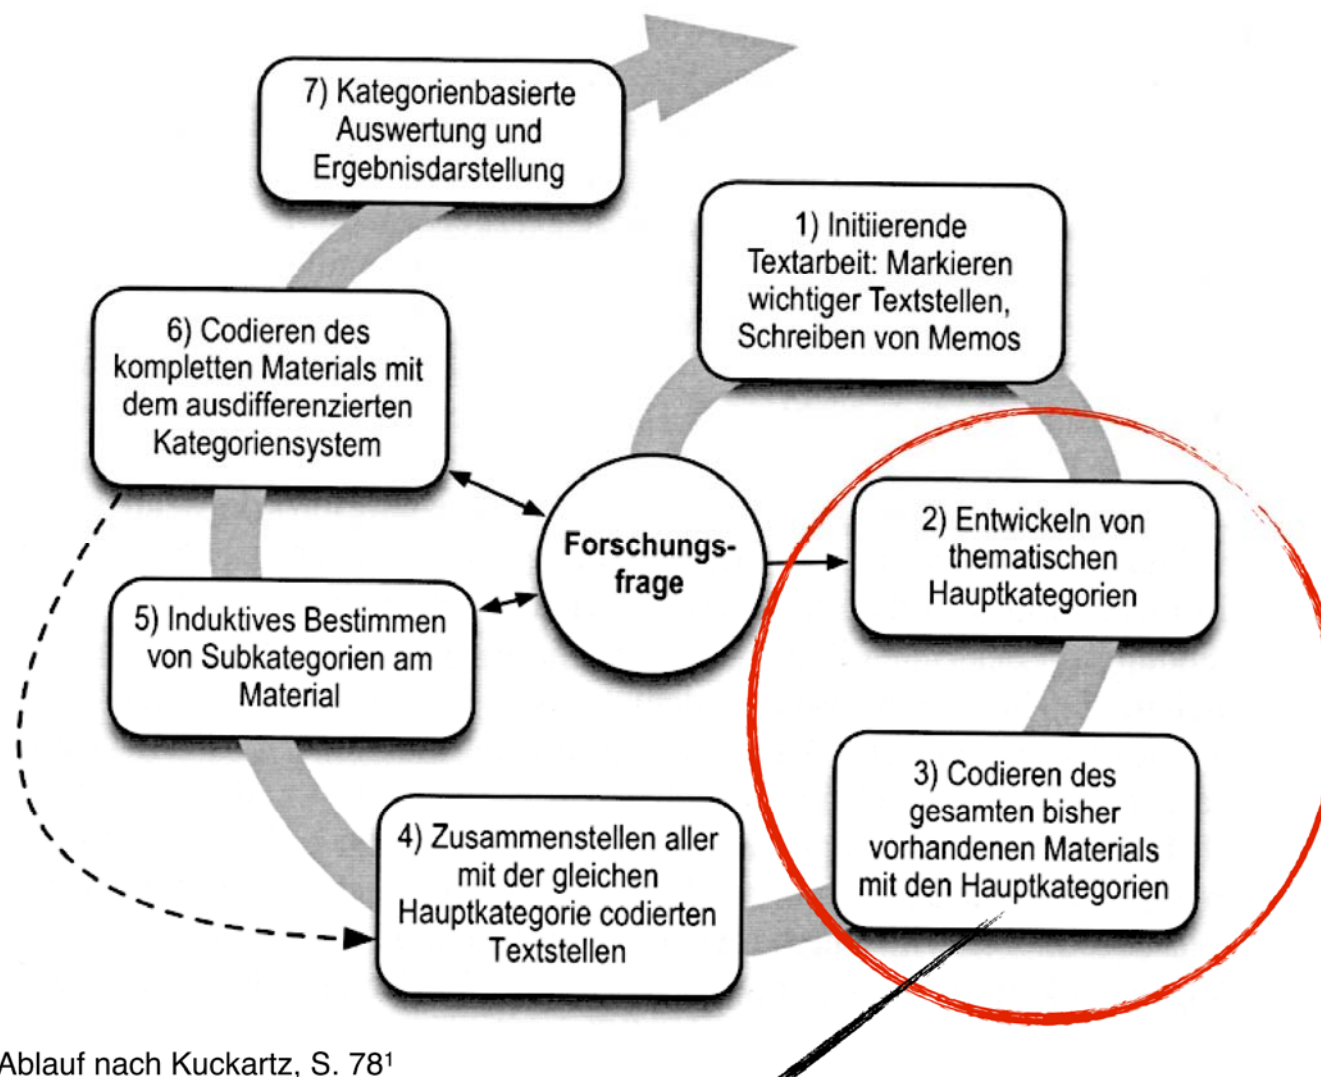 7) Kategorienbasierte
Auswertung und
Ergebnisdarstellung
1) Initiierende
Textarbeit: Markieren
wichtiger Textstellen,
Schreiben von Memos
6) Codieren des
kompletten Materials mit
dem ausdifferenzierten
Kategoriensystem
Forschungs-
frage
2) Entwickeln von
thematischen
Hauptkategorien
5) Induktives Bestimmen
von Subkategorien am
Material
3) Codieren des
gesamten bisher
vorhandenen Materials
mit den Hauptkategorien
4) Zusammenstellen aller
mit der gleichen
Hauptkategorie codierten
Textstellen
Ablauf nach Kuckartz, S. 78¹